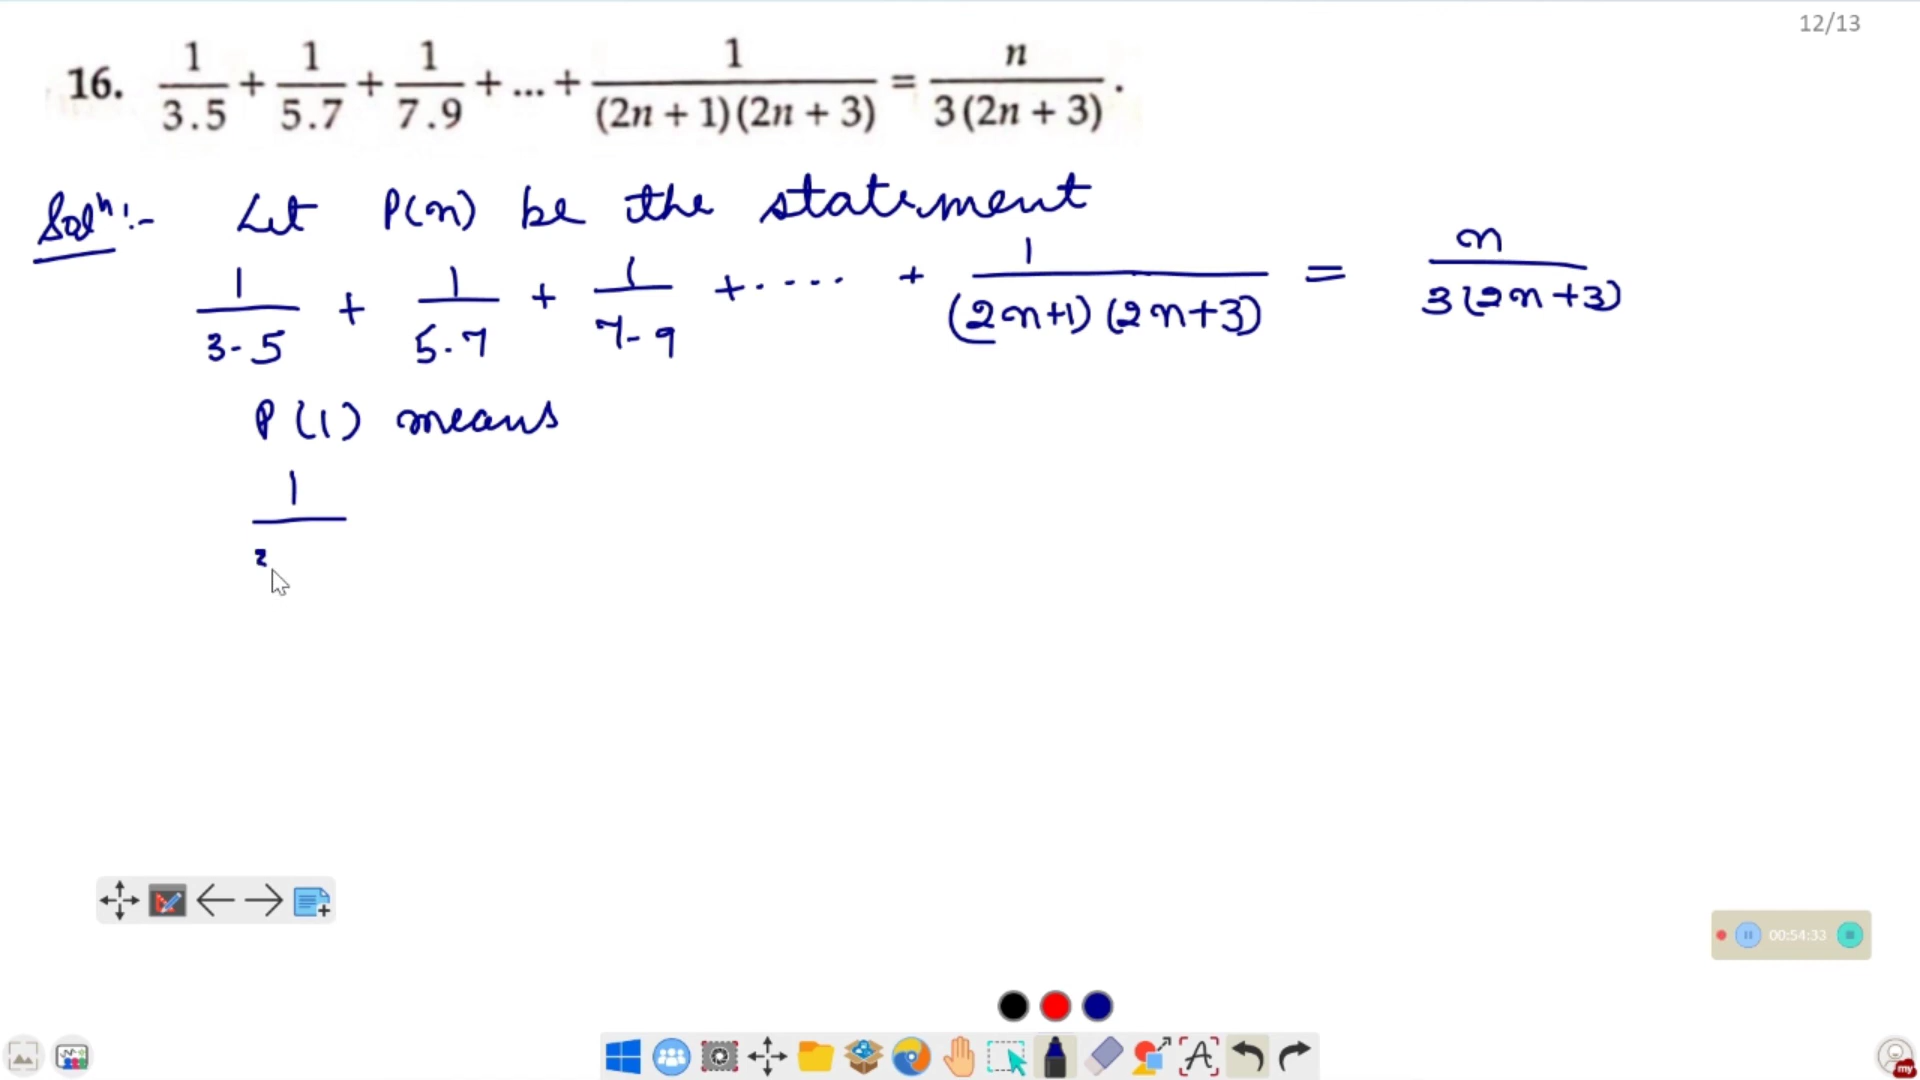 12/13
16. 1/3.5 + 1/5.7 + 1/7.9 + ... + 1/(2n + 1)(2n + 3) = n/3(2n + 3).
Solⁿ:- Let P(n) be the statement
1/3-5 + 1/5.7 + 1/7-9 +..... + 1/(2n+1)(2n+3) = n/3(2n+3)
P(1) means
1/
00:54:33
my